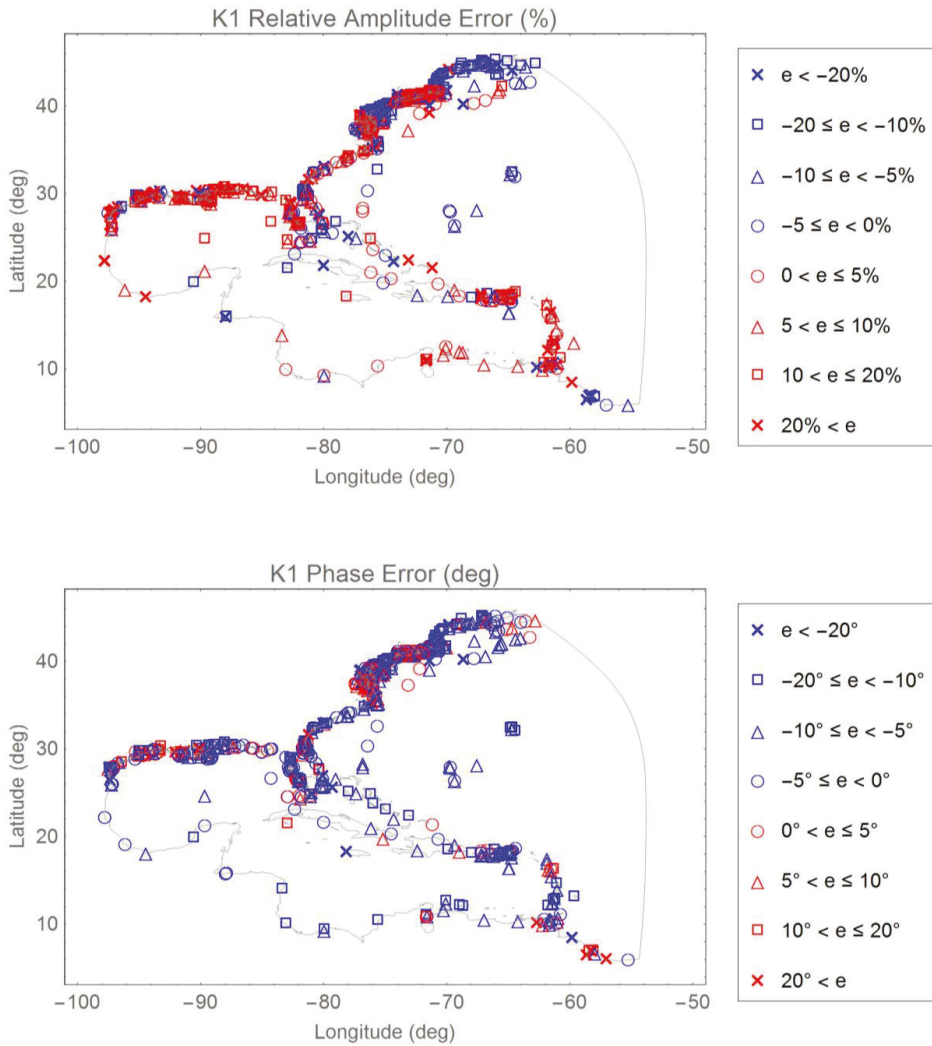 K1 Relative Amplitude Error (%)
40
30
20
10
Latitude (deg)
−100 −90 −80 −70 −60 −50
Longitude (deg)
e < −20%
−20 ≤ e < −10%
−10 ≤ e < −5%
−5 ≤ e < 0%
0 < e ≤ 5%
5 < e ≤ 10%
10 < e ≤ 20%
20% < e
K1 Phase Error (deg)
40
30
20
10
Latitude (deg)
−100 −90 −80 −70 −60 −50
Longitude (deg)
e < −20°
−20° ≤ e < −10°
−10° ≤ e < −5°
−5° ≤ e < 0°
0° < e ≤ 5°
5° < e ≤ 10°
10° < e ≤ 20°
20° < e